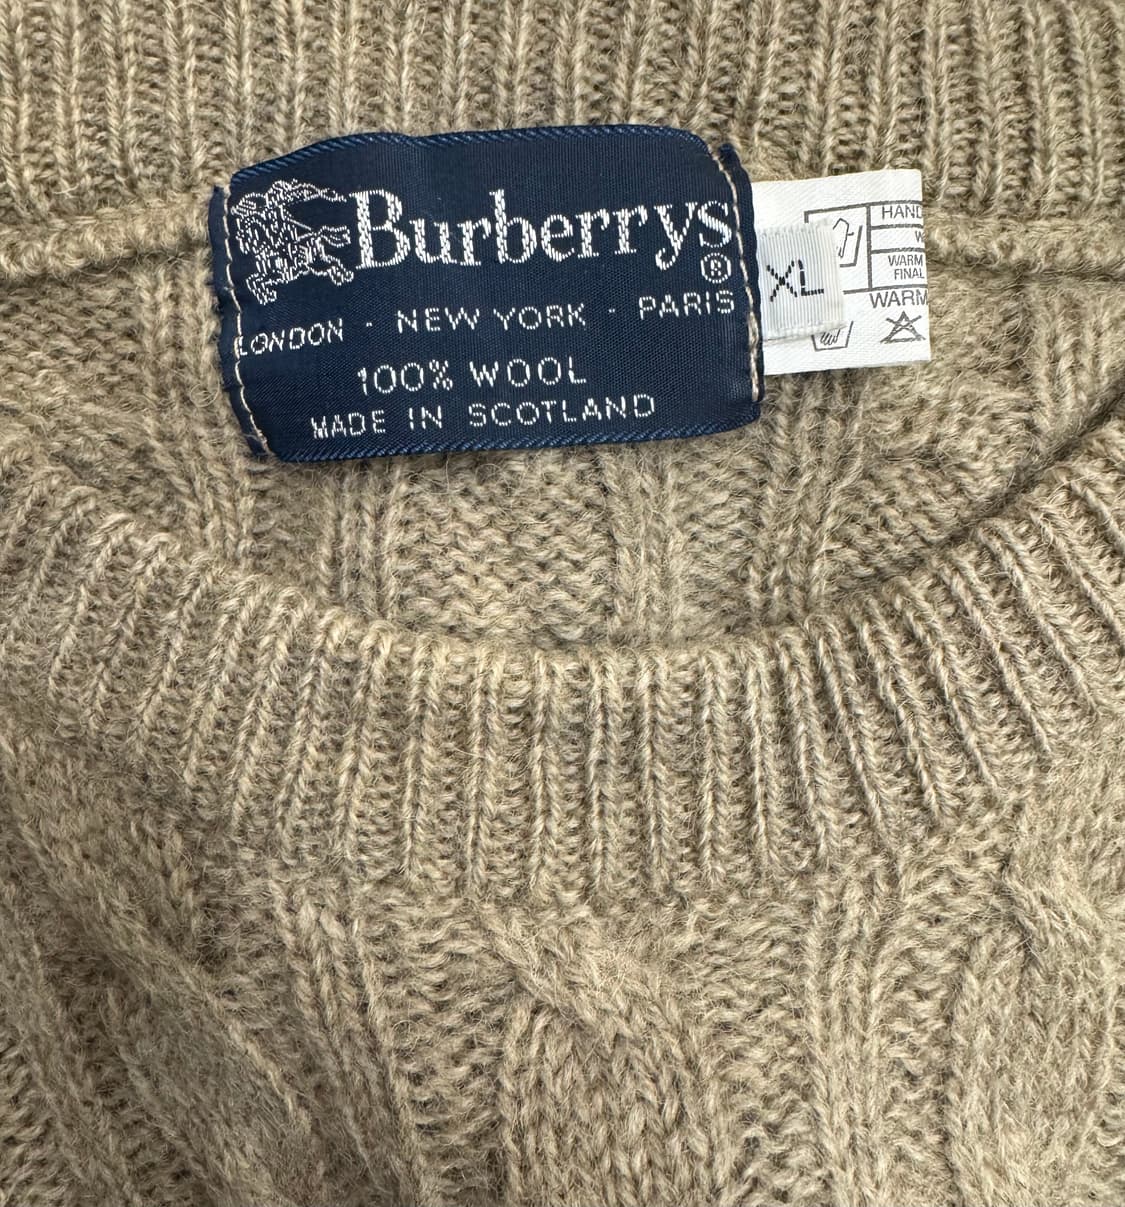 Burberrys
®
LONDON - NEW YORK - PARIS
100% WOOL
MADE IN SCOTLAND
XL
HAND
WARM
FINAL
WARM